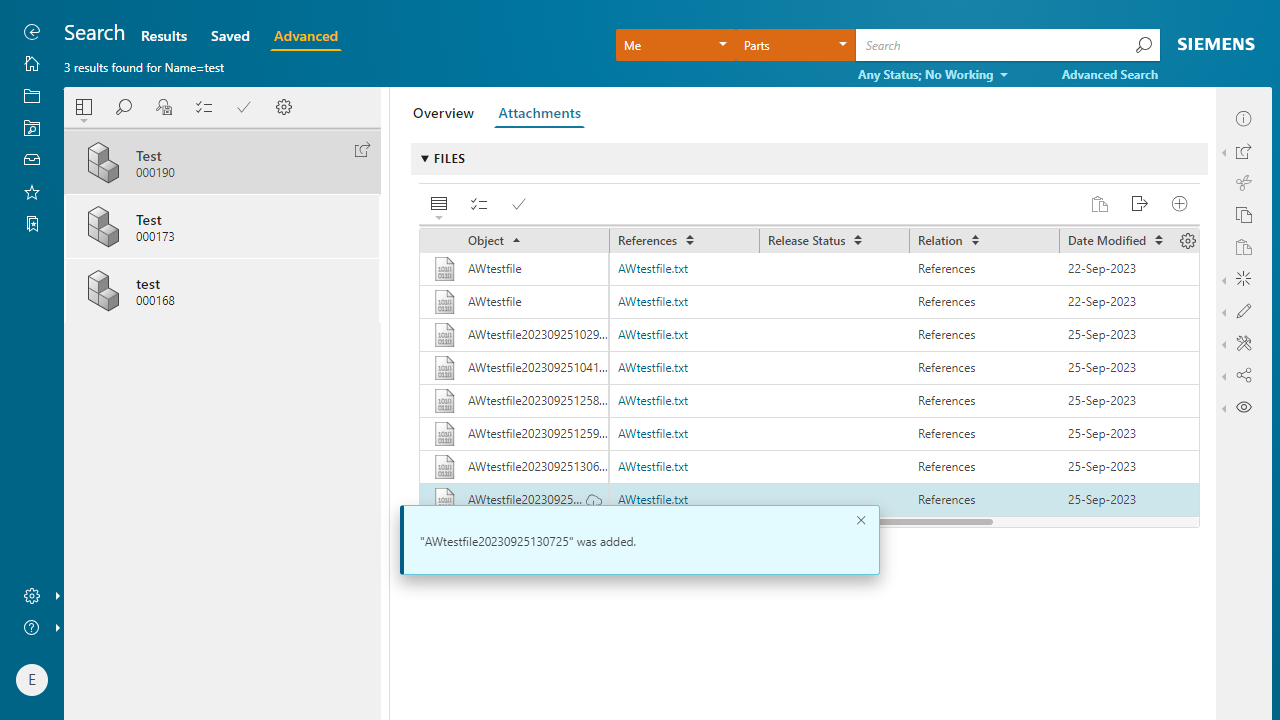 Search Results Saved Advanced
3 results found for Name=test
Me
Parts
Search
SIEMENS
Any Status; No Working
Advanced Search
Test
000190
Test
000173
test
000168
Overview Attachments
FILES
Object References Release Status Relation Date Modified
AWtestfile AWtestfile.txt References 22-Sep-2023
AWtestfile AWtestfile.txt References 22-Sep-2023
AWtestfile202309251029... AWtestfile.txt References 25-Sep-2023
AWtestfile202309251041... AWtestfile.txt References 25-Sep-2023
AWtestfile202309251258... AWtestfile.txt References 25-Sep-2023
AWtestfile202309251259... AWtestfile.txt References 25-Sep-2023
AWtestfile202309251306... AWtestfile.txt References 25-Sep-2023
AWtestfile20230925... AWtestfile.txt References 25-Sep-2023
"AWtestfile20230925130725" was added.
E